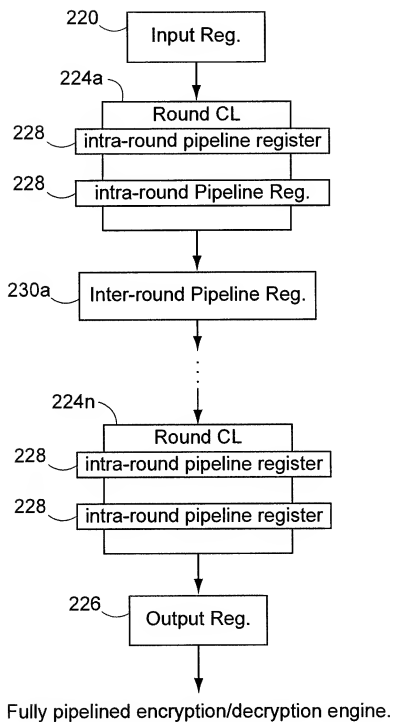 220
Input Reg.
224a
Round CL
228
intra-round pipeline register
228
intra-round Pipeline Reg.
230a
Inter-round Pipeline Reg.
224n
Round CL
228
intra-round pipeline register
228
intra-round pipeline register
226
Output Reg.
Fully pipelined encryption/decryption engine.